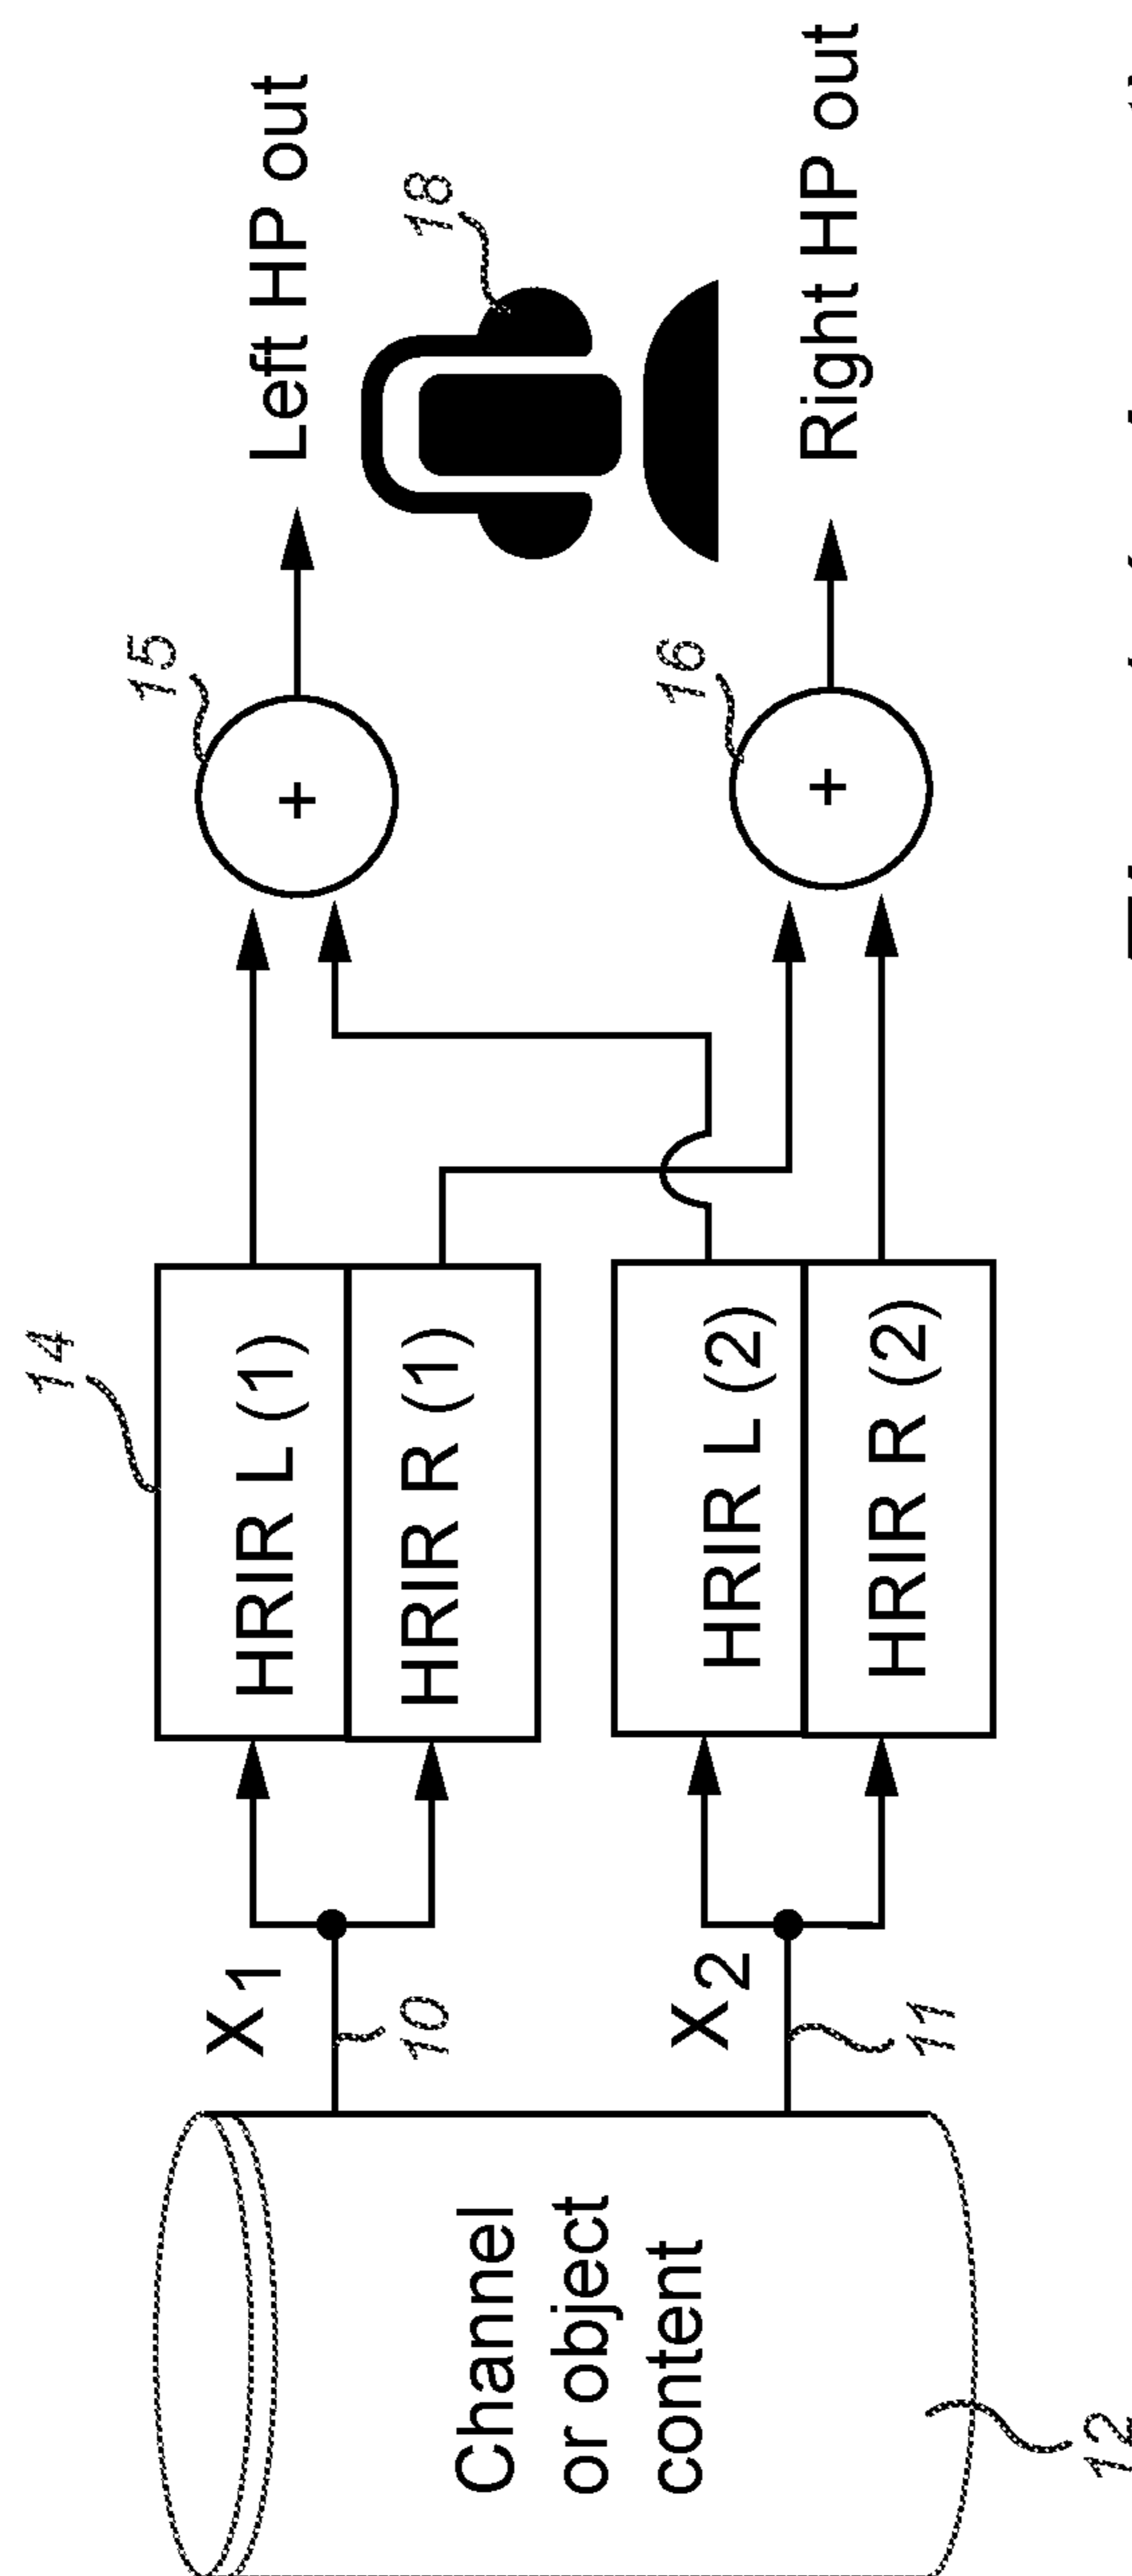 Channel
or object
content
12
X1
10
X2
11
14
HRIR L (1)
HRIR R (1)
HRIR L (2)
HRIR R (2)
15
+
16
+
Left HP out
18
Right HP out